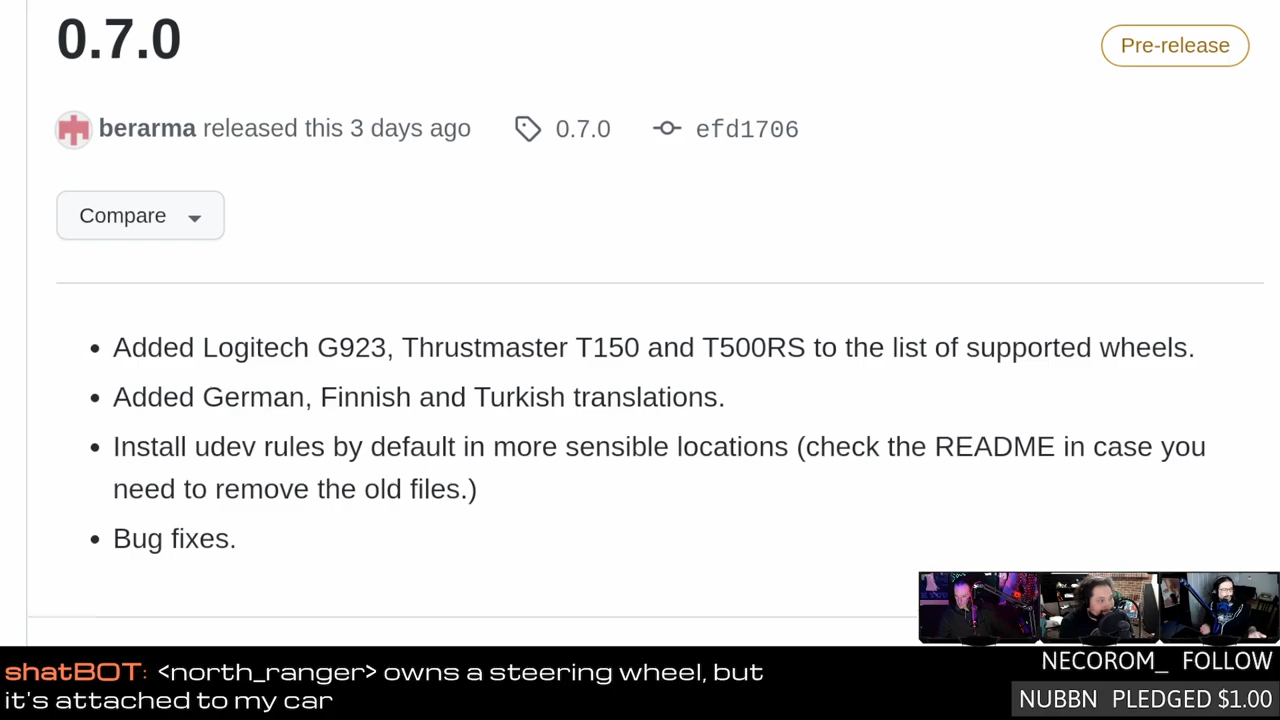 0.7.0
Pre-release
berarma released this 3 days ago 0.7.0 efd1706
Compare
• Added Logitech G923, Thrustmaster T150 and T500RS to the list of supported wheels.
• Added German, Finnish and Turkish translations.
• Install udev rules by default in more sensible locations (check the README in case you
need to remove the old files.)
• Bug fixes.
shatBOT: <north_ranger> owns a steering wheel, but
it's attached to my car
NECOROM_ FOLLOW
NUBBN PLEDGED $1.00